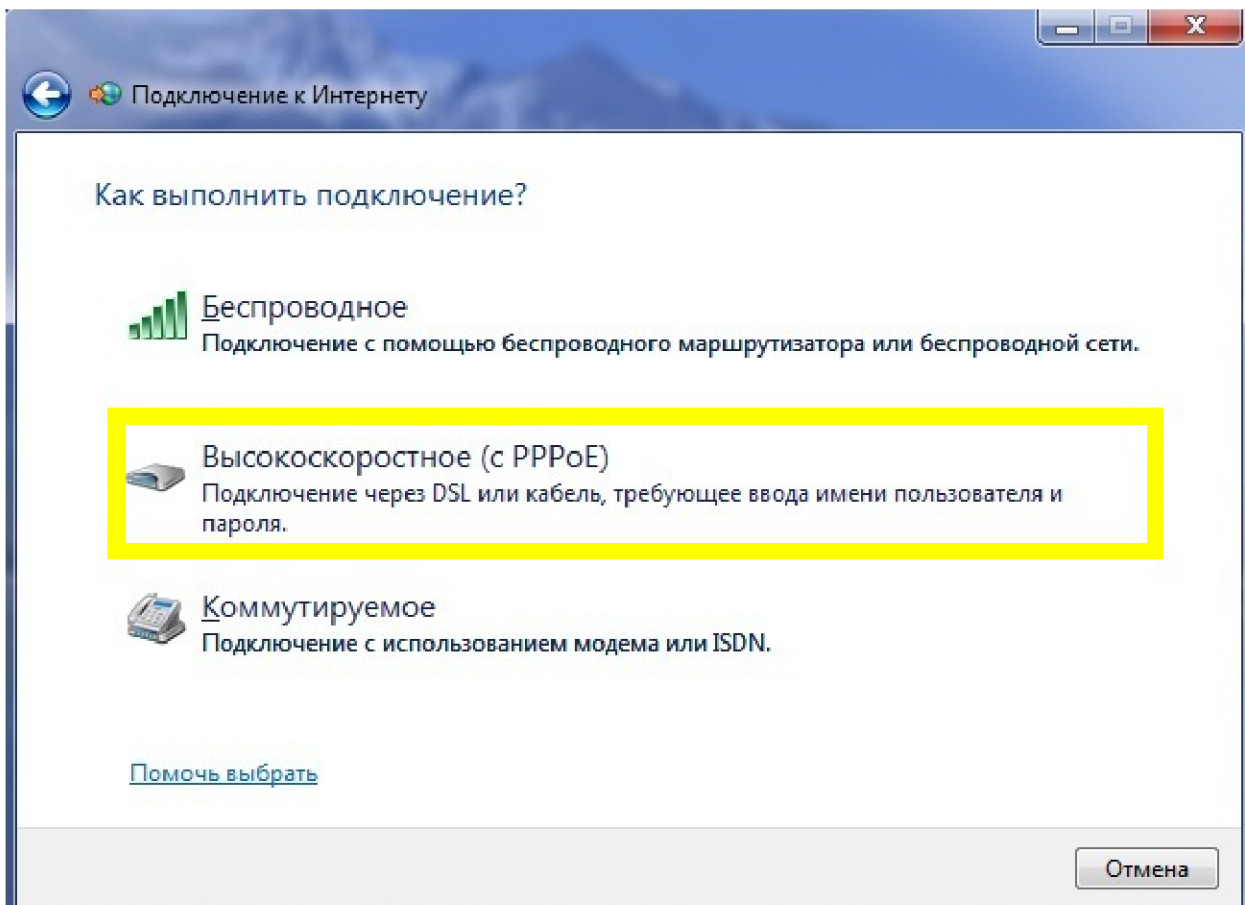 Подключение к Интернету
Как выполнить подключение?
Беспроводное
Подключение с помощью беспроводного маршрутизатора или беспроводной сети.
Высокоскоростное (с PPPoE)
Подключение через DSL или кабель, требующее ввода имени пользователя и
пароля.
Коммутируемое
Подключение с использованием модема или ISDN.
Помочь выбрать
Отмена